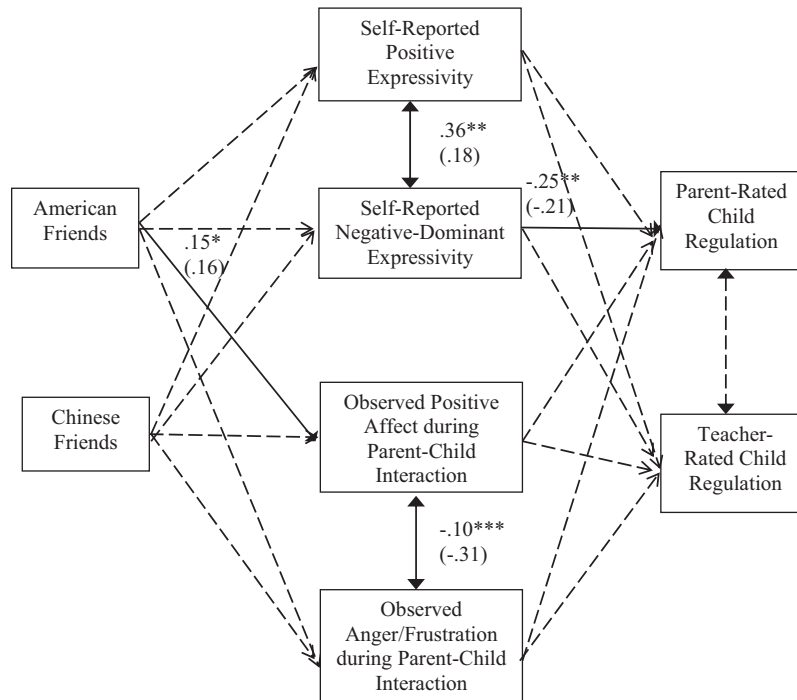 Self-Reported
Positive
Expressivity
.36**
(.18)
-.25**
(-.21)
American
Friends
Self-Reported
Negative-Dominant
Expressivity
Parent-Rated
Child
Regulation
.15*
(.16)
Chinese
Friends
Observed Positive
Affect during
Parent-Child
Interaction
Teacher-
Rated Child
Regulation
-.10***
(-.31)
Observed
Anger/Frustration
during Parent-Child
Interaction